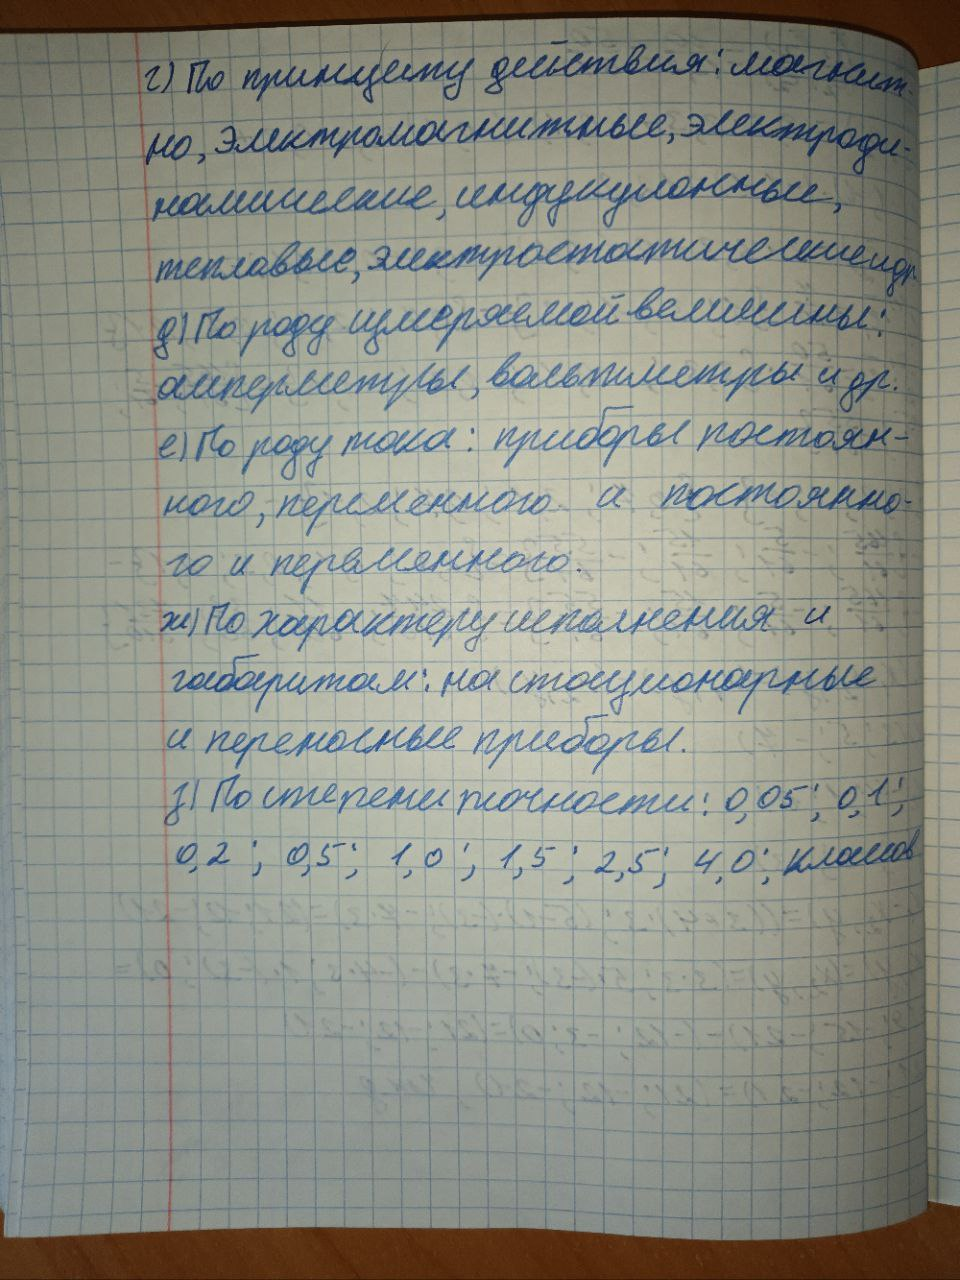 г) По принципу действия: магнит-
но, электромагнитные, электроди-
намические, индукционные,
тепловые, электростатические и др.
д) По роду измеряемой величины:
амперметры, вольтметры и др.
е) По роду тока: приборы постоян-
ного, переменного и постоянно-
го и переменного.
ж) По характеру исполнения и
габаритам: на стационарные
и переносные приборы.
з) По степени точности: 0,05; 0,1;
0,2; 0,5; 1,0; 1,5; 2,5; 4,0; классов